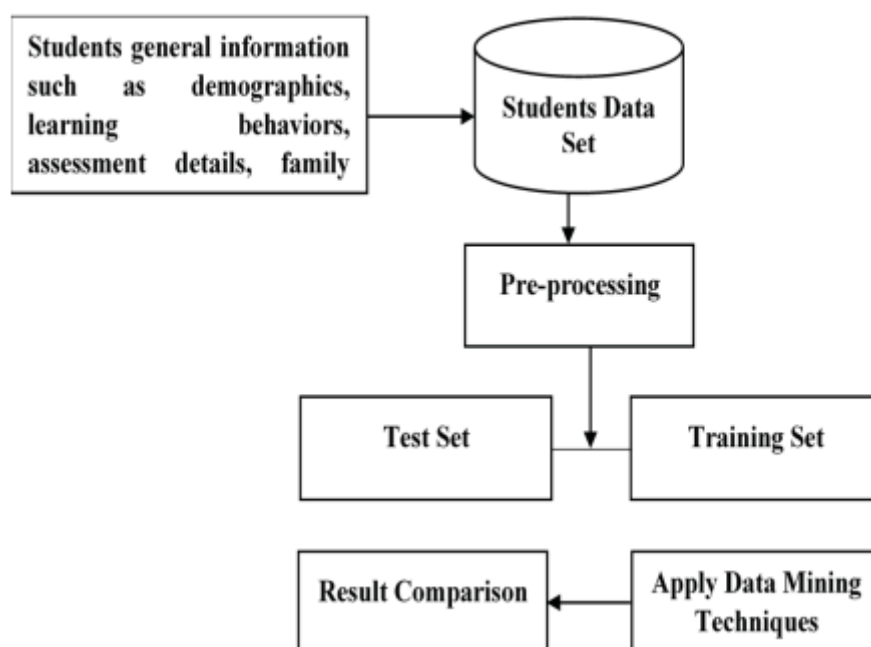 Students general information
such as demographics,
learning behaviors,
assessment details, family
Students Data
Set
Pre-processing
Test Set
Training Set
Result Comparison
Apply Data Mining
Techniques